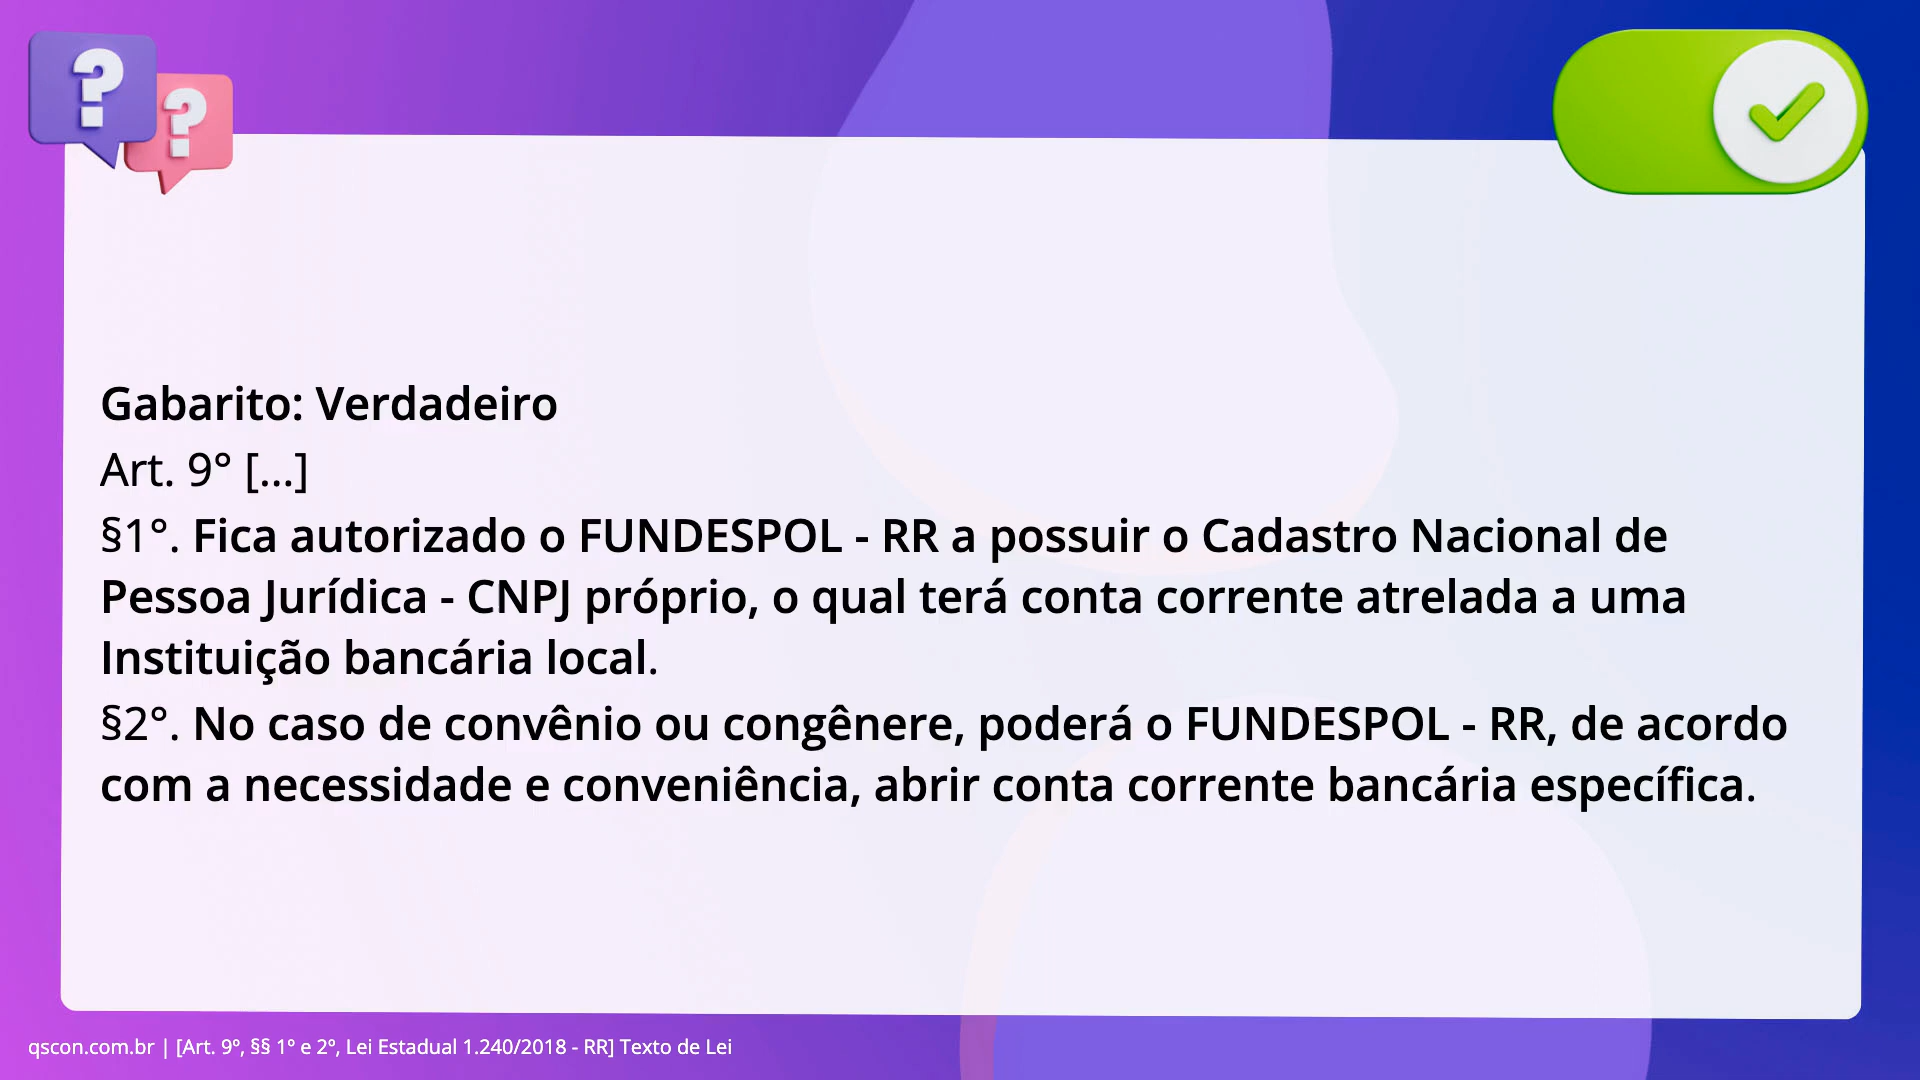 Gabarito: Verdadeiro
Art. 9° [...]
§1°. Fica autorizado o FUNDESPOL - RR a possuir o Cadastro Nacional de
Pessoa Jurídica - CNPJ próprio, o qual terá conta corrente atrelada a uma
Instituição bancária local.
§2°. No caso de convênio ou congênere, poderá o FUNDESPOL - RR, de acordo
com a necessidade e conveniência, abrir conta corrente bancária específica.
qscon.com.br | [Art. 9º, §§ 1º e 2º, Lei Estadual 1.240/2018 - RR] Texto de Lei